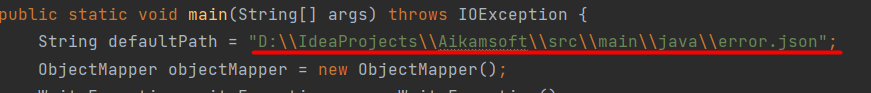 public static void main(String[] args) throws IOException {
String defaultPath = "D:\\IdeaProjects\\Aikamsoft\\src\\main\\java\\error.json";
ObjectMapper objectMapper = new ObjectMapper();